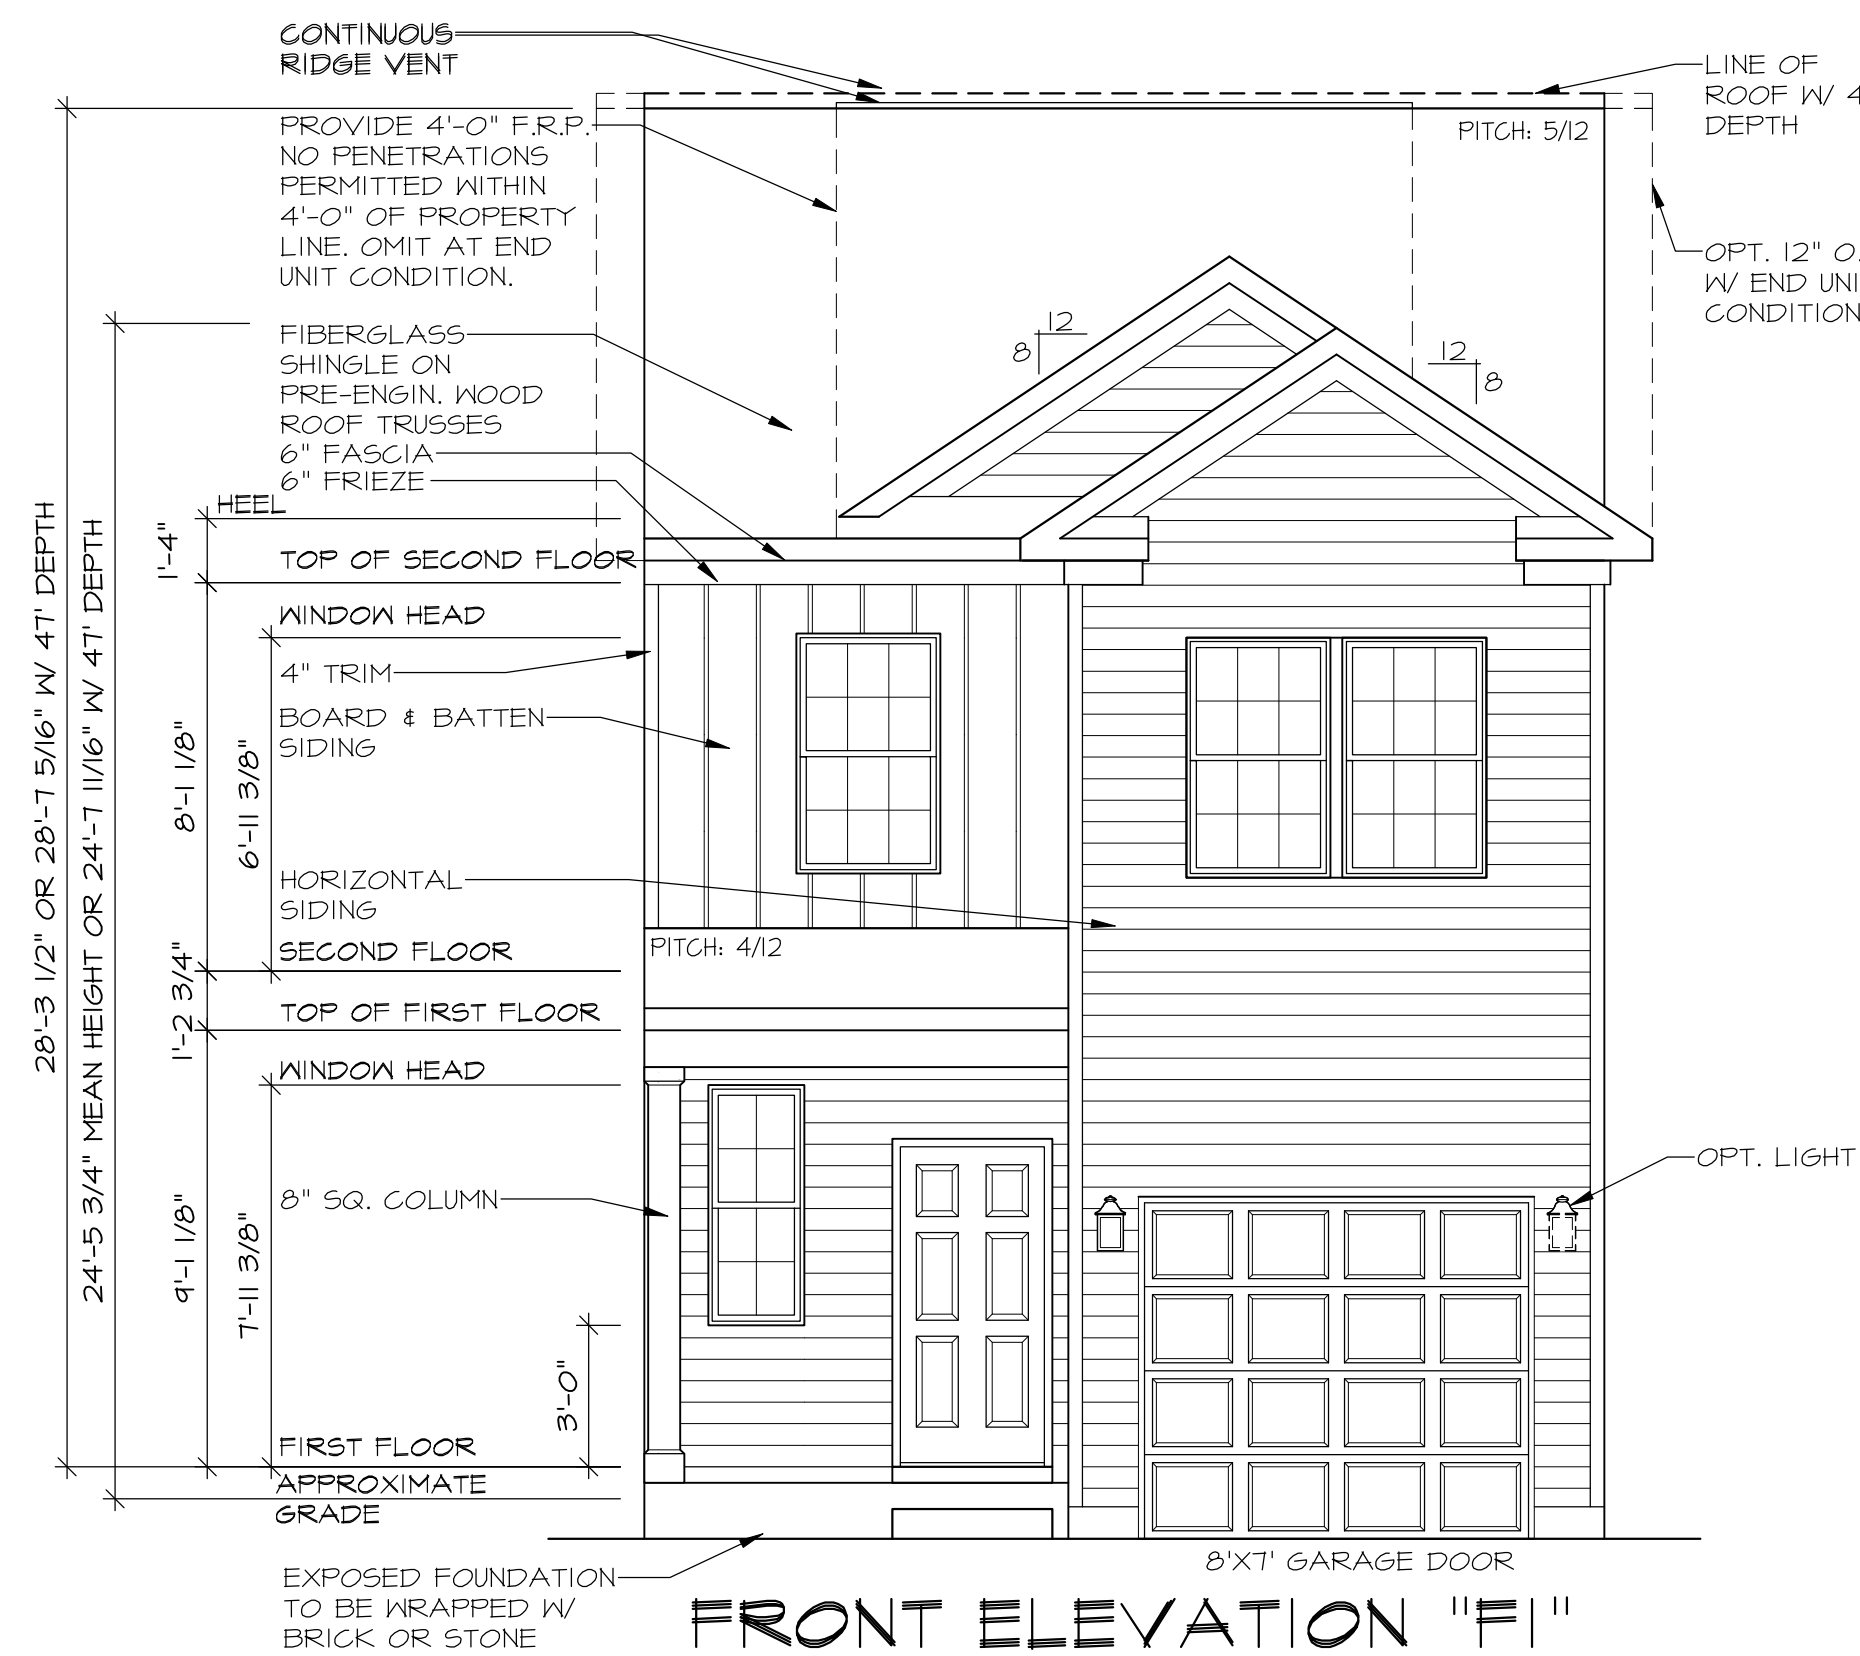 CONTINUOUS
RIDGE VENT
LINE OF
ROOF W/ 4
DEPTH
PITCH: 5/12
PROVIDE 4'-0" F.R.P.
NO PENETRATIONS
PERMITTED WITHIN
4'-0" OF PROPERTY
LINE. OMIT AT END
UNIT CONDITION.
OPT. 12" O.
W/ END UNI
CONDITION
FIBERGLASS
SHINGLE ON
PRE-ENGIN. WOOD
ROOF TRUSSES
12
8
12
8
6" FASCIA
6" FRIEZE
HEEL
1'-4"
TOP OF SECOND FLOOR
WINDOW HEAD
4" TRIM
BOARD & BATTEN
SIDING
28'-3 1/2" OR 28'-7 5/16" W/ 47' DEPTH
24'-5 3/4" MEAN HEIGHT OR 24'-7 11/16" W/ 47' DEPTH
8'-1 1/8"
6'-11 3/8"
HORIZONTAL
SIDING
SECOND FLOOR
PITCH: 4/12
1'-2 3/4"
TOP OF FIRST FLOOR
WINDOW HEAD
OPT. LIGHT
8" SQ. COLUMN
9'-1 1/8"
7'-11 3/8"
3'-0"
FIRST FLOOR
APPROXIMATE
GRADE
8'X7' GARAGE DOOR
EXPOSED FOUNDATION
TO BE WRAPPED W/
BRICK OR STONE
FRONT ELEVATION "F1"